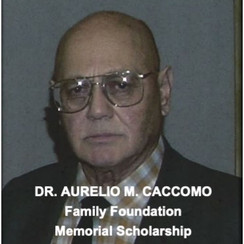 DR. AURELIO M. CACCOMO
Family Foundation
Memorial Scholarship